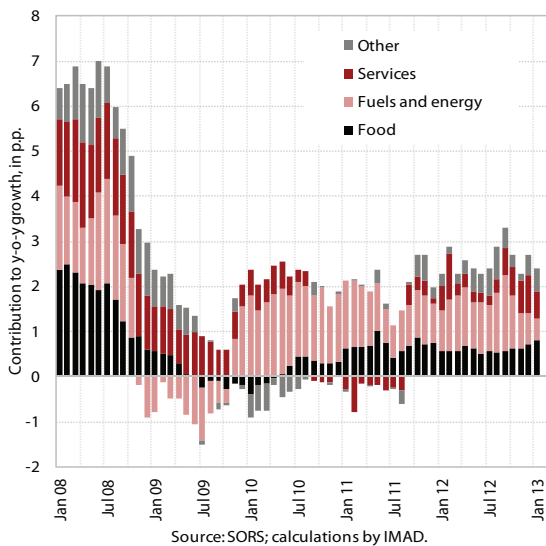 Contribution to y-o-y growth, in p.p.
8
7
6
5
4
3
2
1
0
-1
-2
Other
Services
Fuels and energy
Food
Jan 08
Jul 08
Jan 09
Jul 09
Jan 10
Jul 10
Jan 11
Jul 11
Jan 12
Jul 12
Jan 13
Source: SORS; calculations by IMAD.